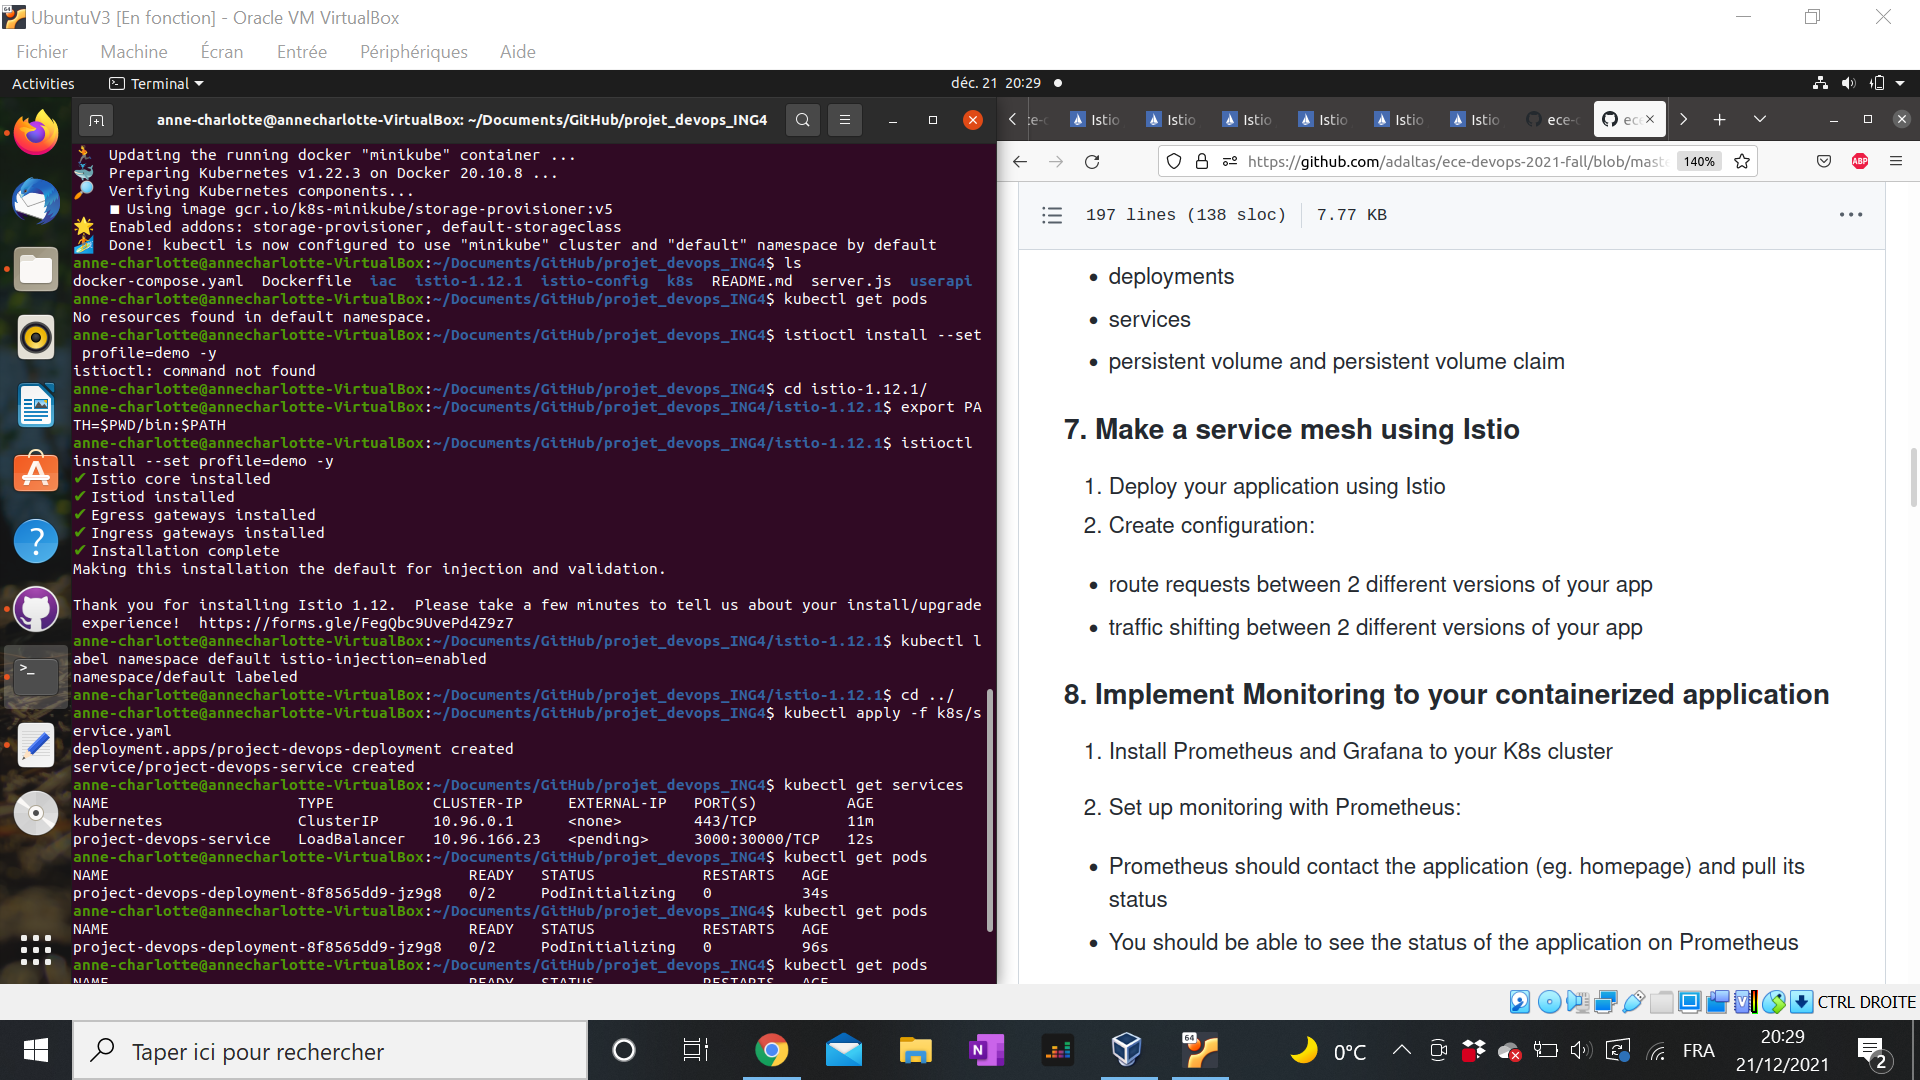 UbuntuV3 [En fonction] - Oracle VM VirtualBox
Fichier Machine Écran Entrée Périphériques Aide
Activities Terminal déc. 21 20:29
anne-charlotte@annecharlotte-VirtualBox: ~/Documents/GitHub/projet_devops_ING4
Updating the running docker "minikube" container ...
Preparing Kubernetes v1.22.3 on Docker 20.10.8 ...
Verifying Kubernetes components...
Using image gcr.io/k8s-minikube/storage-provisioner:v5
Enabled addons: storage-provisioner, default-storageclass
Done! kubectl is now configured to use "minikube" cluster and "default" namespace by default
anne-charlotte@annecharlotte-VirtualBox:~/Documents/GitHub/projet_devops_ING4$ ls
docker-compose.yaml Dockerfile iac istio-1.12.1 istio-config k8s README.md server.js userapi
anne-charlotte@annecharlotte-VirtualBox:~/Documents/GitHub/projet_devops_ING4$ kubectl get pods
No resources found in default namespace.
anne-charlotte@annecharlotte-VirtualBox:~/Documents/GitHub/projet_devops_ING4$ istioctl install --set
profile=demo -y
istioctl: command not found
anne-charlotte@annecharlotte-VirtualBox:~/Documents/GitHub/projet_devops_ING4$ cd istio-1.12.1/
anne-charlotte@annecharlotte-VirtualBox:~/Documents/GitHub/projet_devops_ING4/istio-1.12.1$ export PA
TH=$PWD/bin:$PATH
anne-charlotte@annecharlotte-VirtualBox:~/Documents/GitHub/projet_devops_ING4/istio-1.12.1$ istioctl
install --set profile=demo -y
✔ Istio core installed
✔ Istiod installed
✔ Egress gateways installed
✔ Ingress gateways installed
✔ Installation complete
Making this installation the default for injection and validation.
Thank you for installing Istio 1.12. Please take a few minutes to tell us about your install/upgrade
experience! https://forms.gle/FegQbc9UvePd4Z9z7
anne-charlotte@annecharlotte-VirtualBox:~/Documents/GitHub/projet_devops_ING4/istio-1.12.1$ kubectl l
abel namespace default istio-injection=enabled
namespace/default labeled
anne-charlotte@annecharlotte-VirtualBox:~/Documents/GitHub/projet_devops_ING4/istio-1.12.1$ cd ../
anne-charlotte@annecharlotte-VirtualBox:~/Documents/GitHub/projet_devops_ING4$ kubectl apply -f k8s/s
ervice.yaml
deployment.apps/project-devops-deployment created
service/project-devops-service created
anne-charlotte@annecharlotte-VirtualBox:~/Documents/GitHub/projet_devops_ING4$ kubectl get services
NAME TYPE CLUSTER-IP EXTERNAL-IP PORT(S) AGE
kubernetes ClusterIP 10.96.0.1 <none> 443/TCP 11m
project-devops-service LoadBalancer 10.96.166.23 <pending> 3000:30000/TCP 12s
anne-charlotte@annecharlotte-VirtualBox:~/Documents/GitHub/projet_devops_ING4$ kubectl get pods
NAME READY STATUS RESTARTS AGE
project-devops-deployment-8f8565dd9-jz9g8 0/2 PodInitializing 0 34s
anne-charlotte@annecharlotte-VirtualBox:~/Documents/GitHub/projet_devops_ING4$ kubectl get pods
NAME READY STATUS RESTARTS AGE
project-devops-deployment-8f8565dd9-jz9g8 0/2 PodInitializing 0 96s
anne-charlotte@annecharlotte-VirtualBox:~/Documents/GitHub/projet_devops_ING4$ kubectl get pods
NAME READY STATUS RESTARTS AGE
Istio Istio Istio Istio Istio Istio ece-
https://github.com/adaltas/ece-devops-2021-fall/blob/mast 140% ABP
197 lines (138 sloc) 7.77 KB
• deployments
• services
• persistent volume and persistent volume claim
7. Make a service mesh using Istio
1. Deploy your application using Istio
2. Create configuration:
• route requests between 2 different versions of your app
• traffic shifting between 2 different versions of your app
8. Implement Monitoring to your containerized application
1. Install Prometheus and Grafana to your K8s cluster
2. Set up monitoring with Prometheus:
• Prometheus should contact the application (eg. homepage) and pull its
status
• You should be able to see the status of the application on Prometheus
CTRL DROITE
Taper ici pour rechercher
0°C FRA
20:29
21/12/2021
2